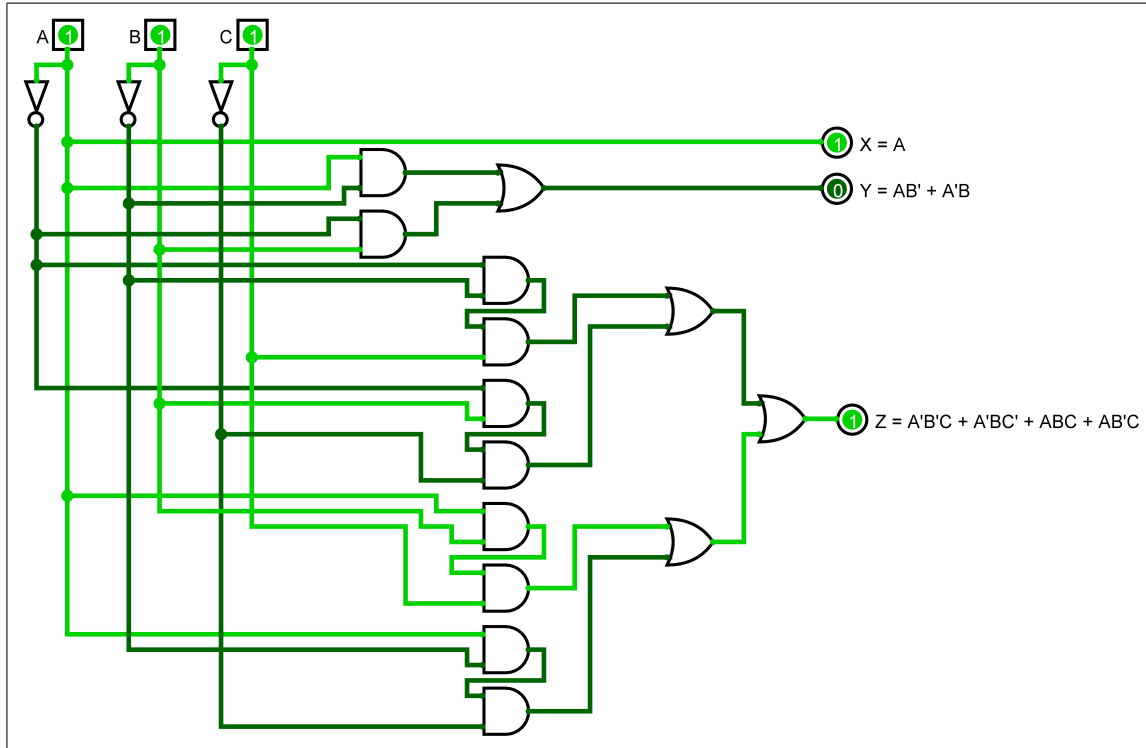 A 1 B 1 C 1
1 X = A
0 Y = AB' + A'B
1 Z = A'B'C + A'BC' + ABC + AB'C